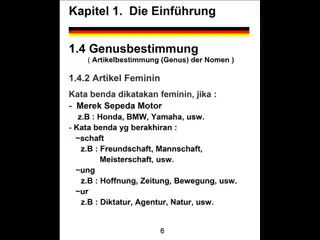 Kapitel 1.  Die Einführung
1.4 Genusbestimmung
( Artikelbestimmung (Genus) der Nomen )
1.4.2 Artikel Feminin
Kata benda dikatakan feminin, jika :
- Merek Sepeda Motor
z.B : Honda, BMW, Yamaha, usw.
- Kata benda yg berakhiran :
~schaft
z.B : Freundschaft, Mannschaft,
Meisterschaft, usw.
~ung
z.B : Hoffnung, Zeitung, Bewegung, usw.
~ur
z.B : Diktatur, Agentur, Natur, usw.
6